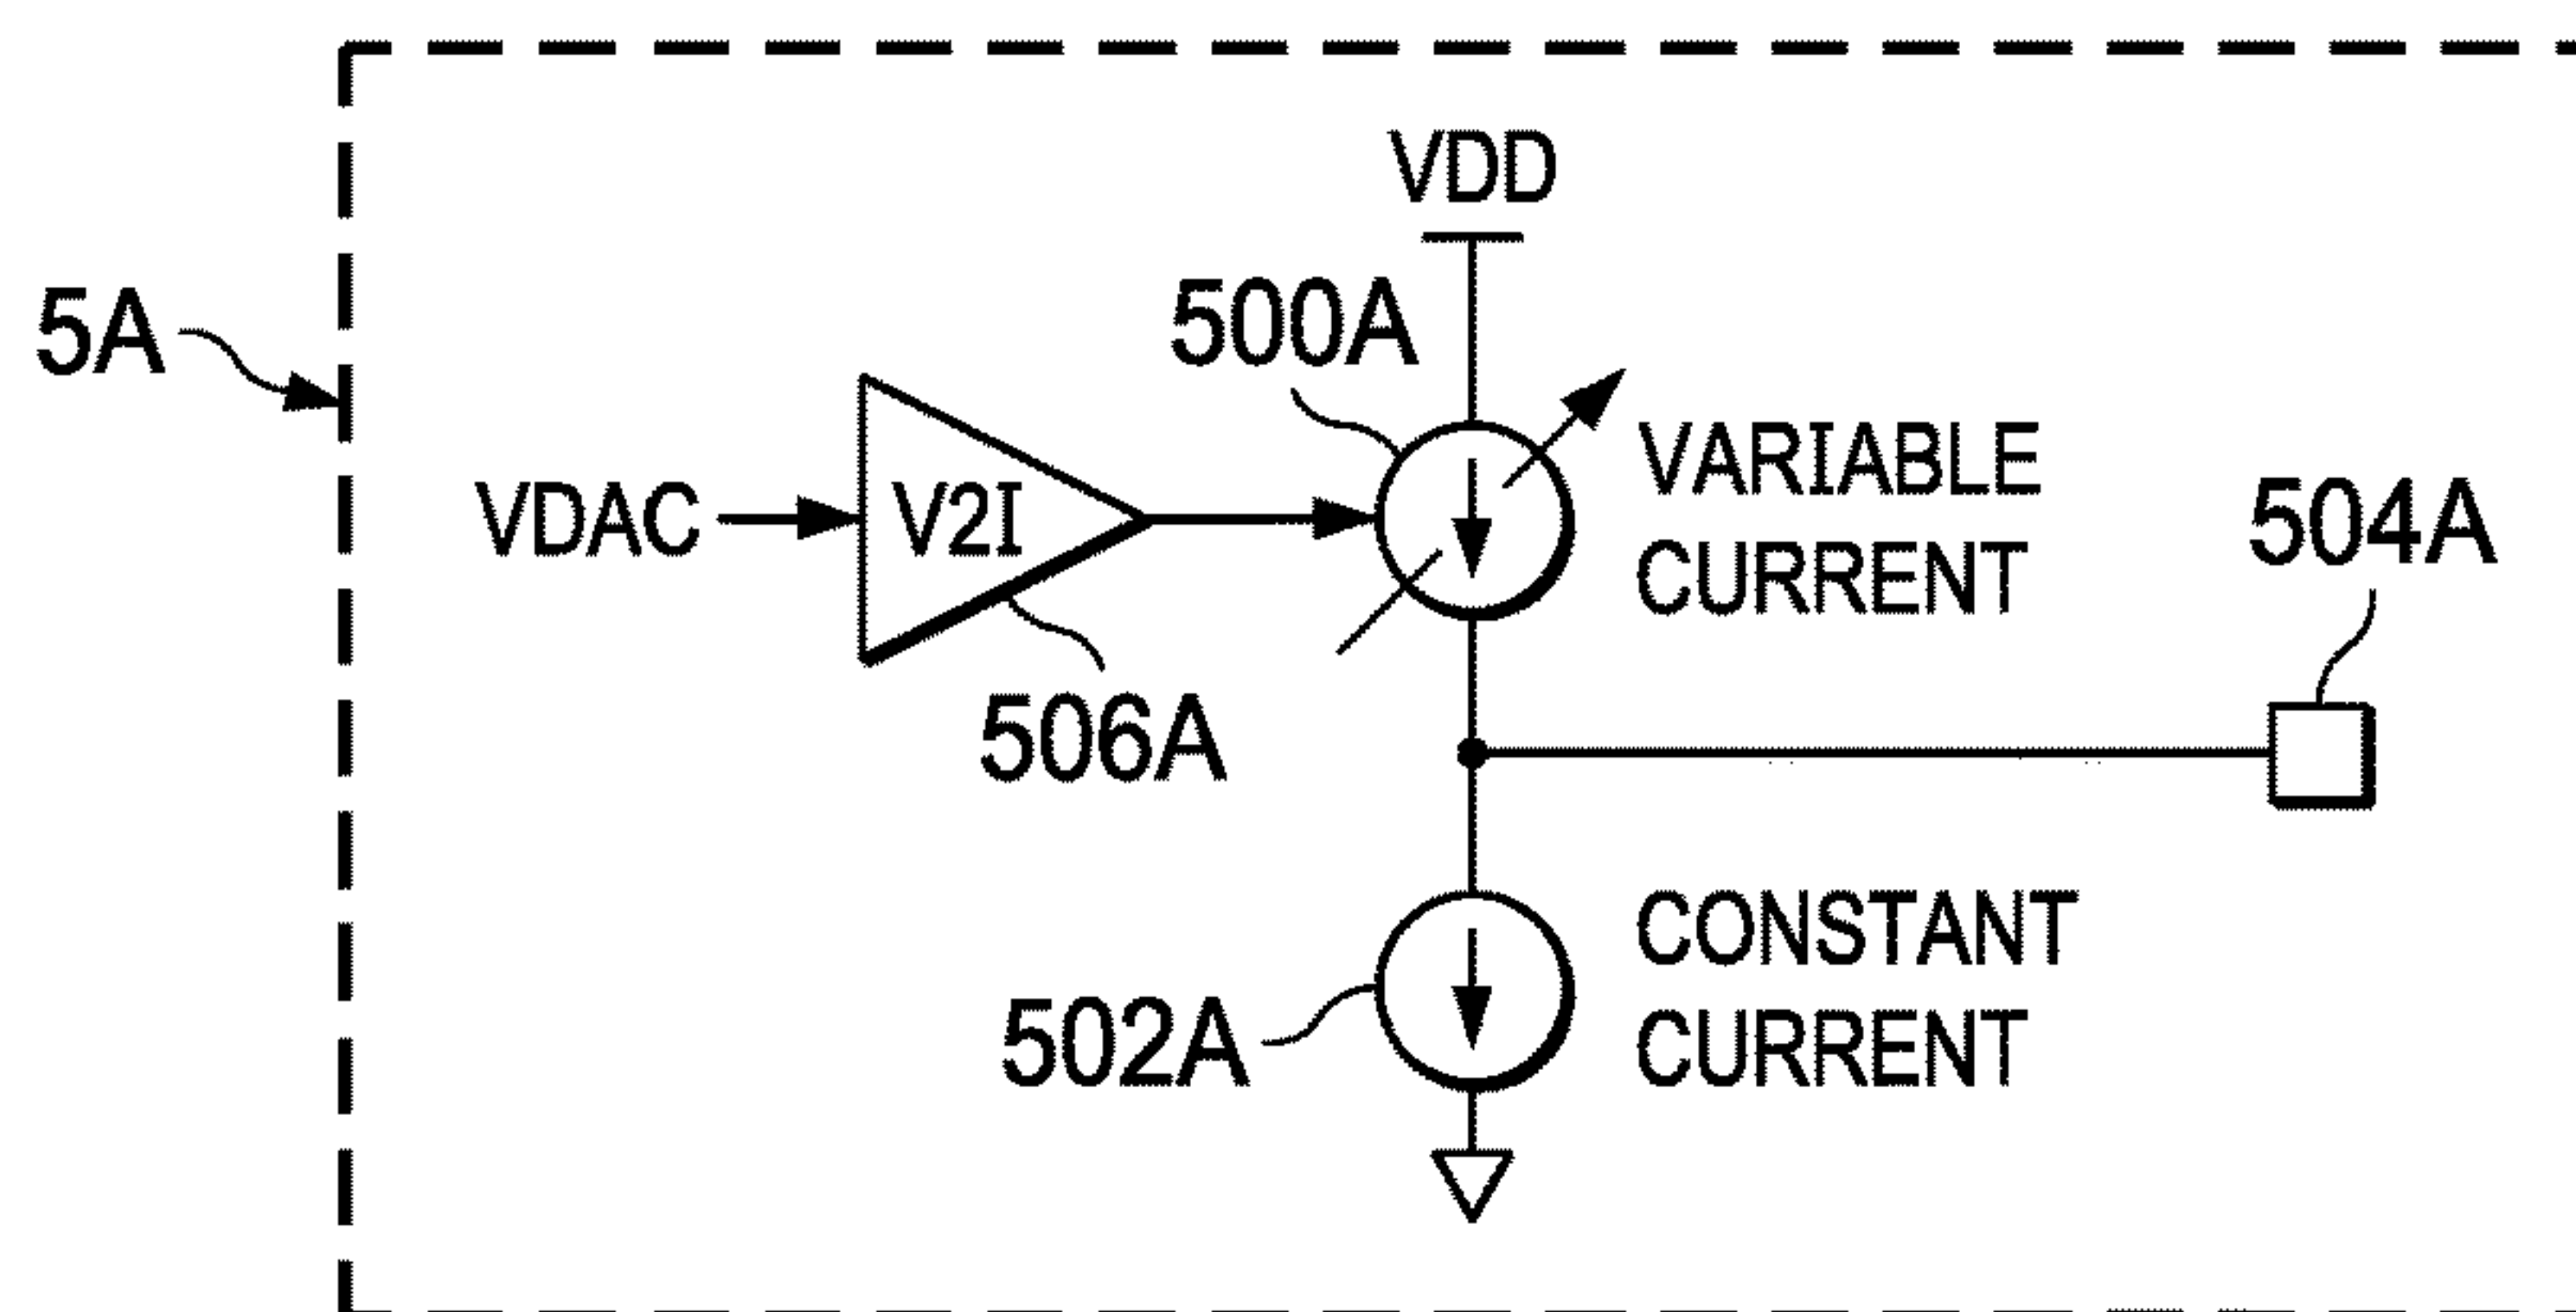 VDD
500A
5A
VARIABLE
CURRENT
VDAC
V2I
504A
506A
CONSTANT
CURRENT
502A